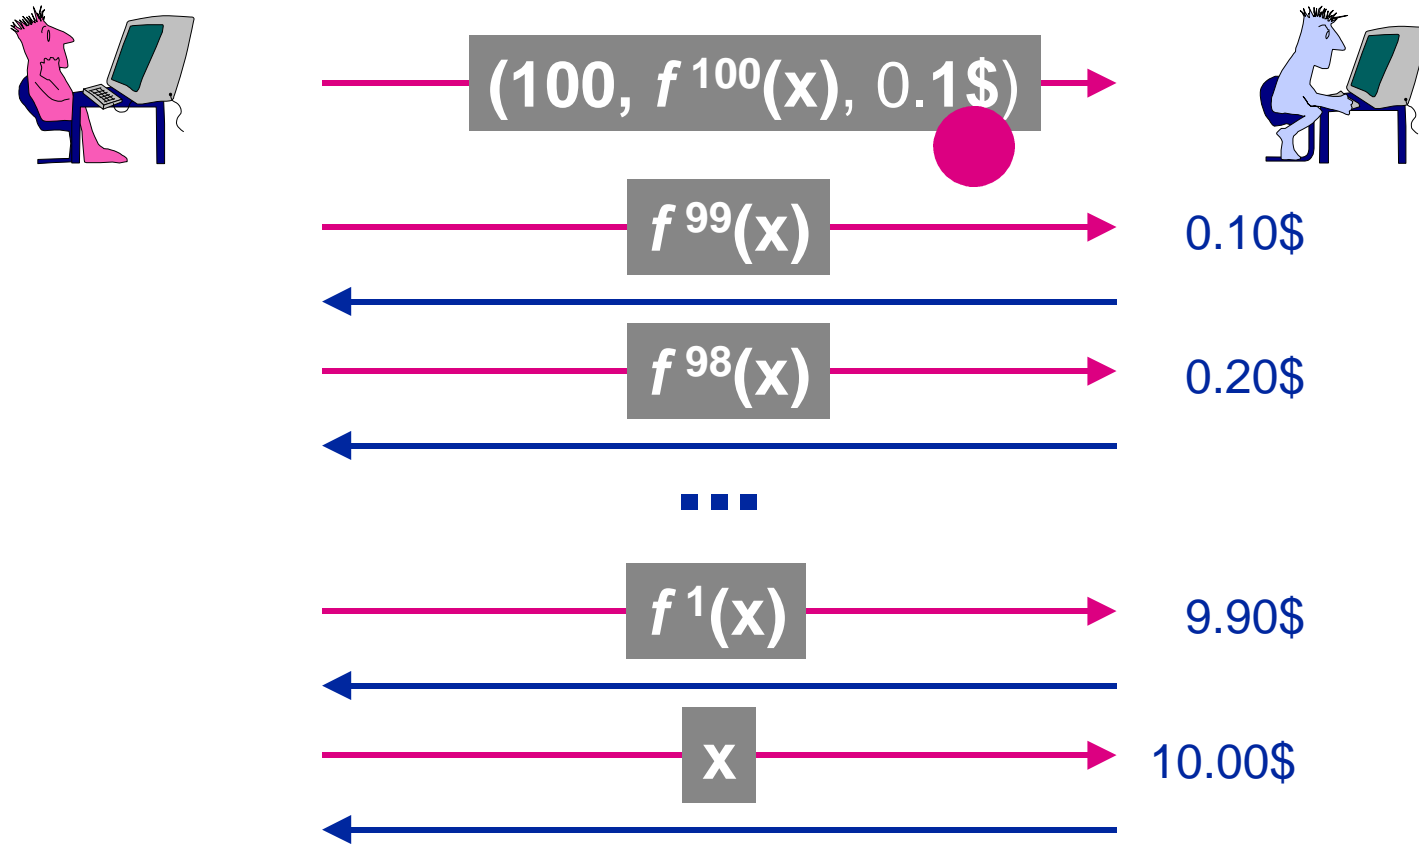 (100, f 100(x), 0.1$)
f 99(x) 0.10$
f 98(x) 0.20$
...
f 1(x) 9.90$
x 10.00$